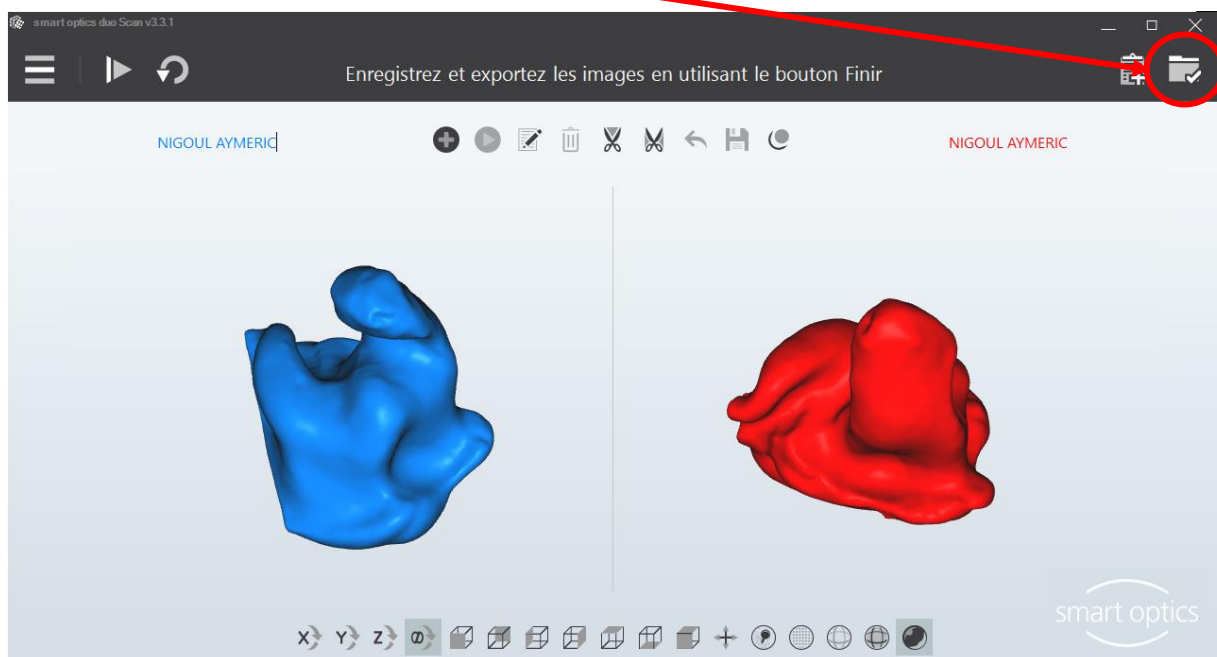 smart optics duo Scan v3.3.1
Enregistrez et exportez les images en utilisant le bouton Finir
NIGOUL AYMERIC
NIGOUL AYMERIC
smart optics
X Y Z